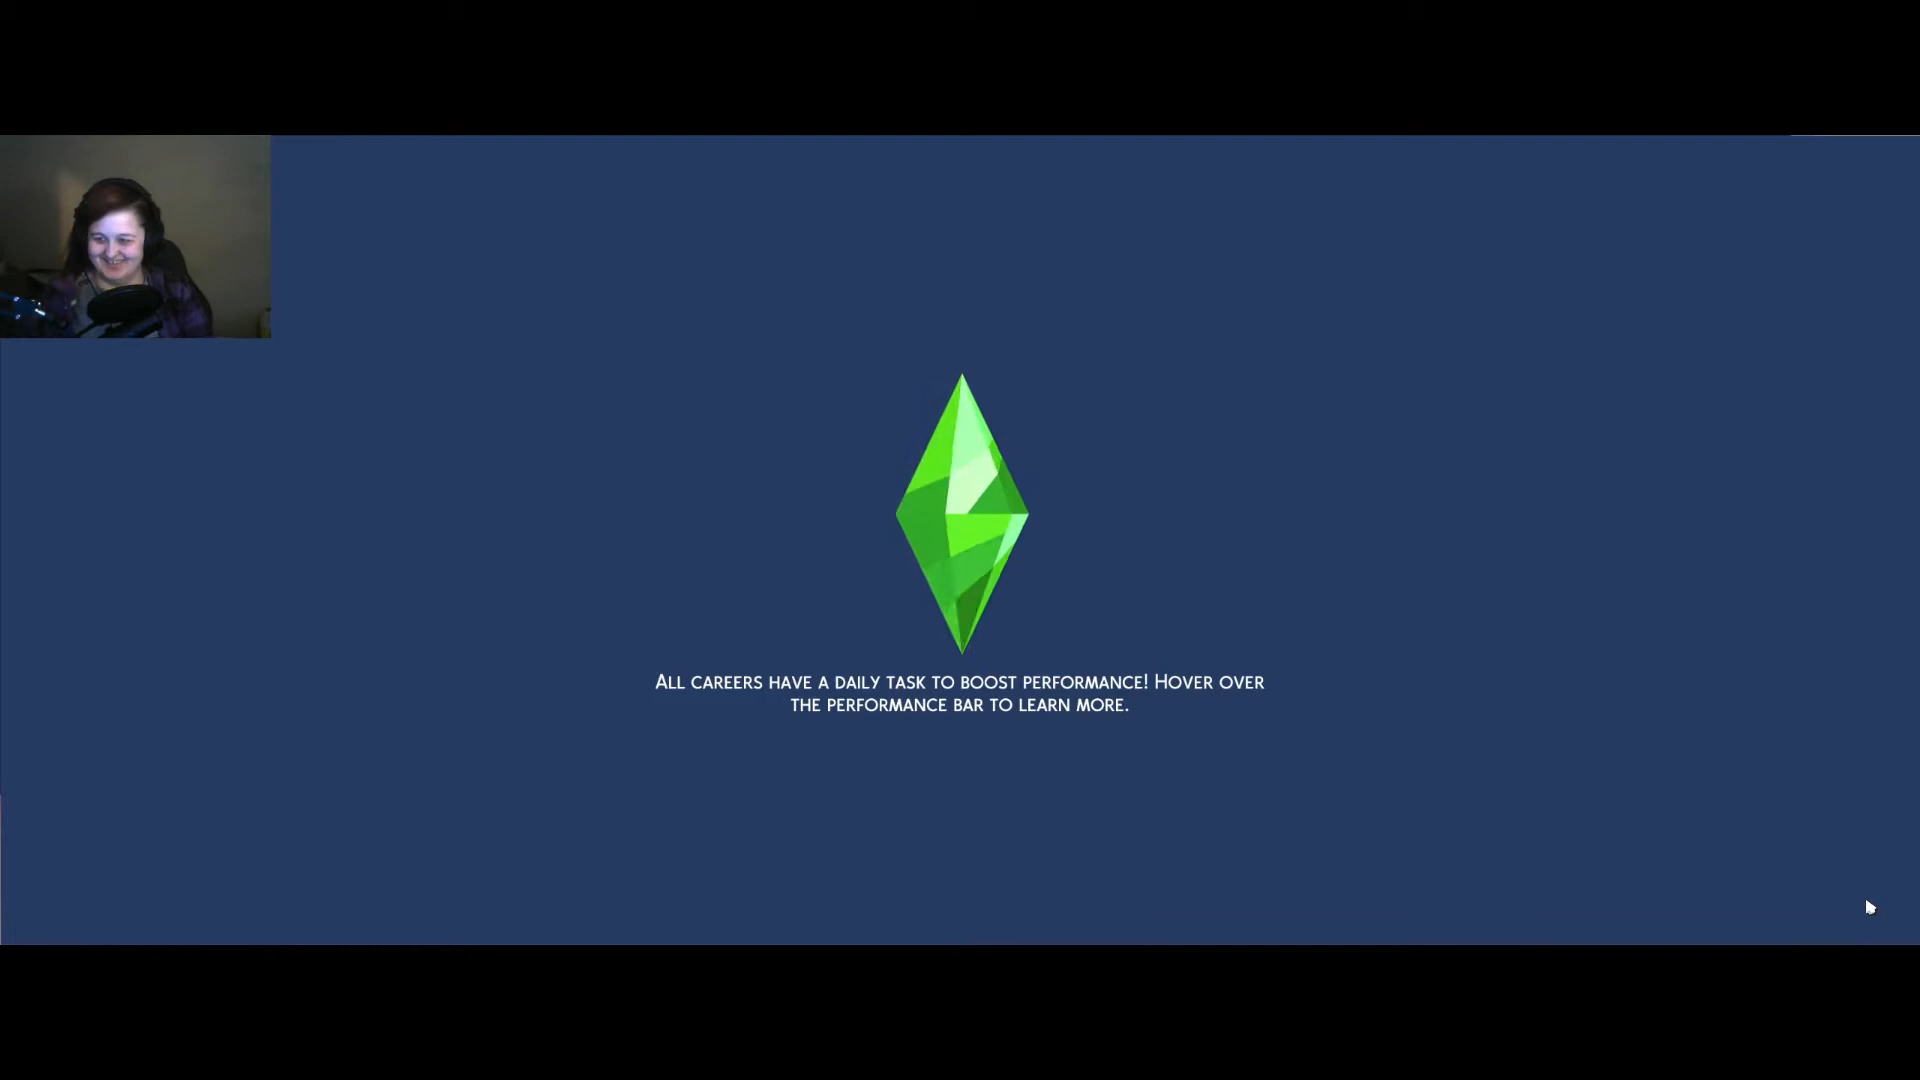 ALL CAREERS HAVE A DAILY TASK TO BOOST PERFORMANCE! HOVER OVER
THE PERFORMANCE BAR TO LEARN MORE.